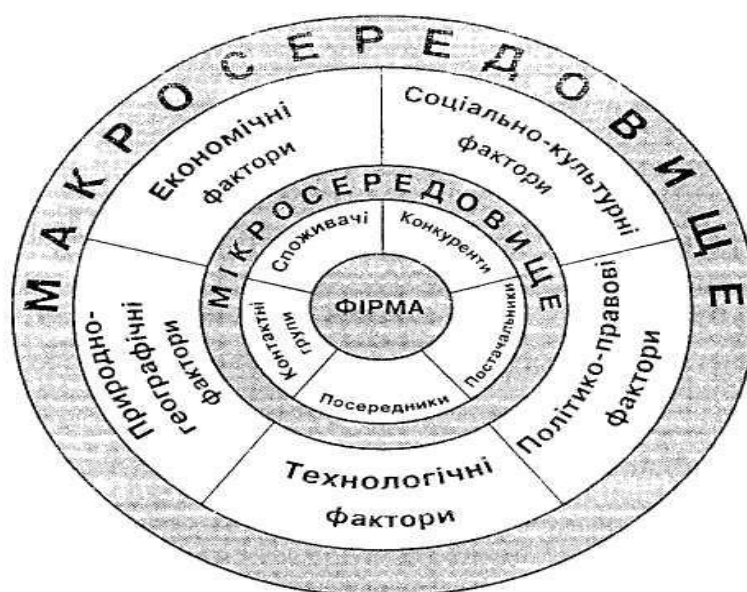 МАКРОСЕРЕДОВИЩЕ
Економічні
фактори
Соціально-культурні
фактори
Політико-правові
фактори
Технологічні
фактори
Природно-
географічні
фактори
МІКРОСЕРЕДОВИЩЕ
Споживачі
Конкуренти
Постачальники
Посередники
Контактні
групи
ФІРМА